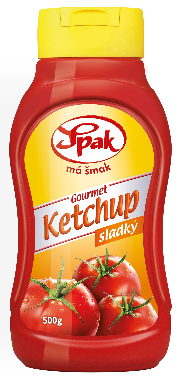 Spak
má šmak
Gourmet
Ketchup
sladký
500g